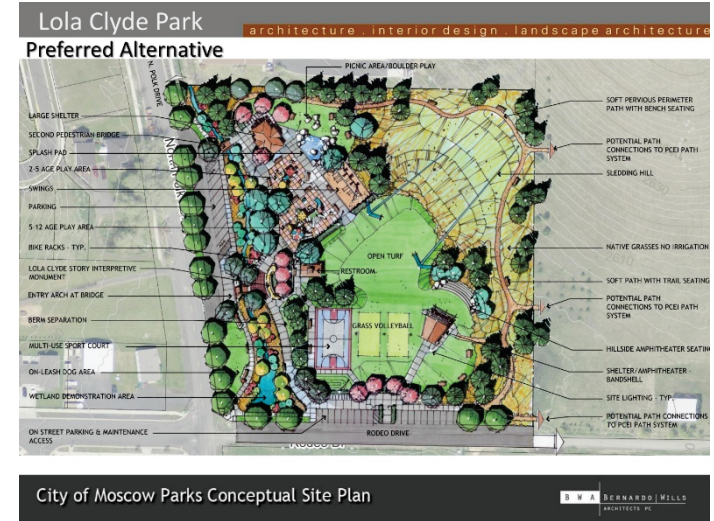 Lola Clyde Park
architecture . interior design . landscape architecture
Preferred Alternative
N. POLK DRIVE
PICNIC AREA/BOULDER PLAY
LARGE SHELTER
SECOND PEDESTRIAN BRIDGE
SPLASH PAD
2-5 AGE PLAY AREA
SWINGS
PARKING
5-12 AGE PLAY AREA
BIKE RACKS - TYP.
LOLA CLYDE STORY INTERPRETIVE
MONUMENT
ENTRY ARCH AT BRIDGE
BERM SEPARATION
MULTI-USE SPORT COURT
ON-LEASH DOG AREA
WETLAND DEMONSTRATION AREA
ON STREET PARKING & MAINTENANCE
ACCESS
OPEN TURF
RESTROOM
GRASS VOLLEYBALL
RODEO DRIVE
SOFT PERVIOUS PERIMETER
PATH WITH BENCH SEATING
POTENTIAL PATH
CONNECTIONS TO PCEI PATH
SYSTEM
SLEDDING HILL
NATIVE GRASSES NO IRRIGATION
SOFT PATH WITH TRAIL SEATING
POTENTIAL PATH
CONNECTIONS TO PCEI PATH
SYSTEM
HILLSIDE AMPHITHEATER SEATING
SHELTER/AMPHITHEATER -
BANDSHELL
SITE LIGHTING - TYP.
POTENTIAL PATH CONNECTIONS
TO PCEI PATH SYSTEM
City of Moscow Parks Conceptual Site Plan
B W A BERNARDO | WILLS
ARCHITECTS PC